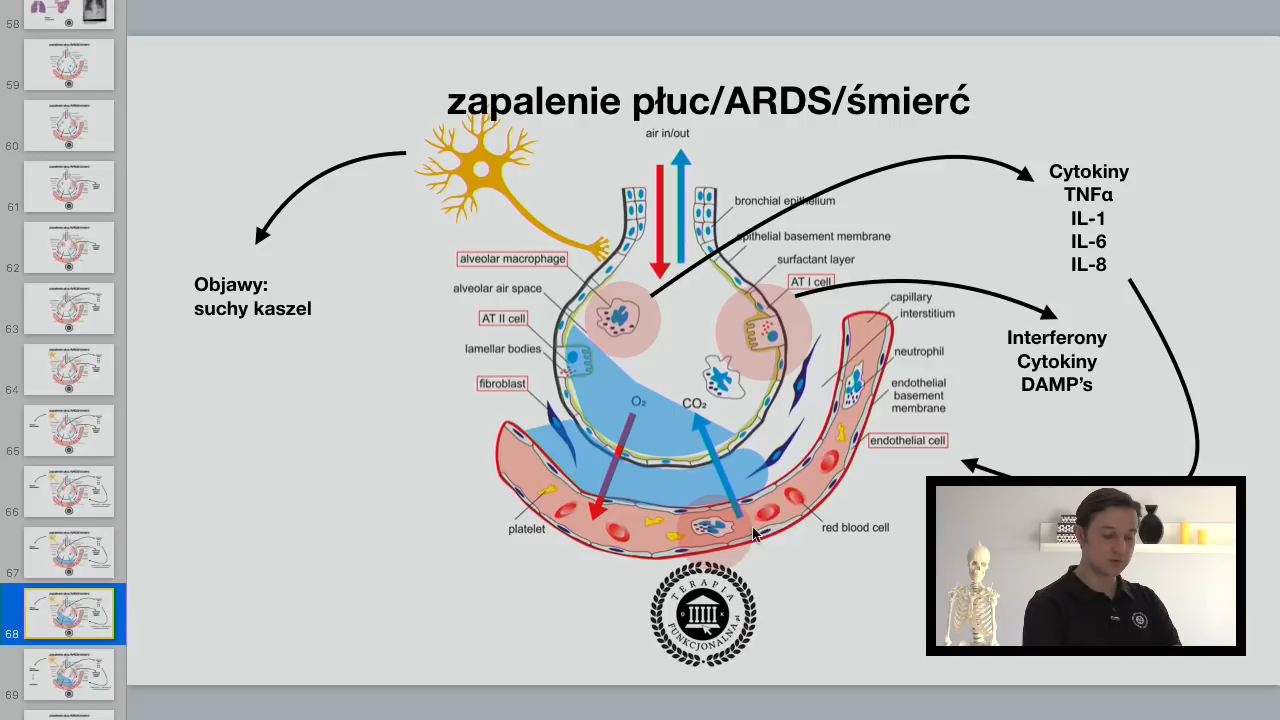 58
59
60
61
62
63
64
65
66
67
68
69
zapalenie płuc/ARDS/śmierć
air in/out
bronchial epithelium
epithelial basement membrane
surfactant layer
AT I cell
alveolar macrophage
alveolar air space
AT II cell
lamellar bodies
fibroblast
capillary
interstitium
neutrophil
endothelial
basement
membrane
endothelial cell
O₂
CO₂
platelet
red blood cell
Objawy:
suchy kaszel
Cytokiny
TNFα
IL-1
IL-6
IL-8
Interferony
Cytokiny
DAMP's
TERAPIA
D K
FUNKCJONALNA.pl